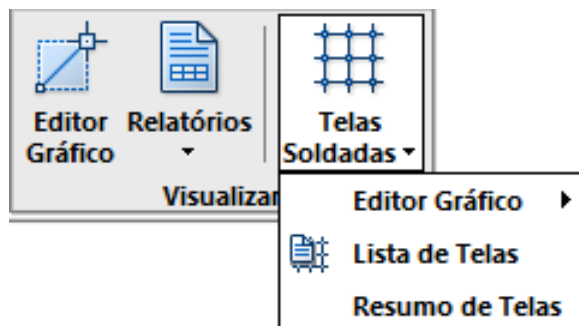 Editor Gráfico
Relatórios
Telas Soldadas
Visualizar
Editor Gráfico
Lista de Telas
Resumo de Telas